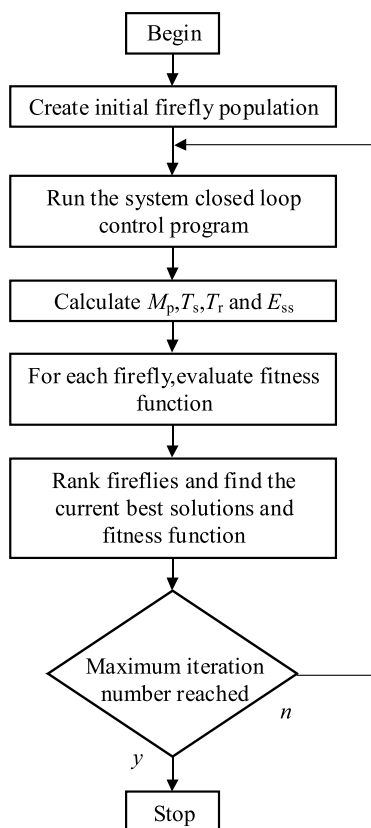 Begin
Create initial firefly population
Run the system closed loop
control program
Calculate Mp,Ts,Tr and Ess
For each firefly,evaluate fitness
function
Rank fireflies and find the
current best solutions and
fitness function
Maximum iteration
number reached
n
y
Stop